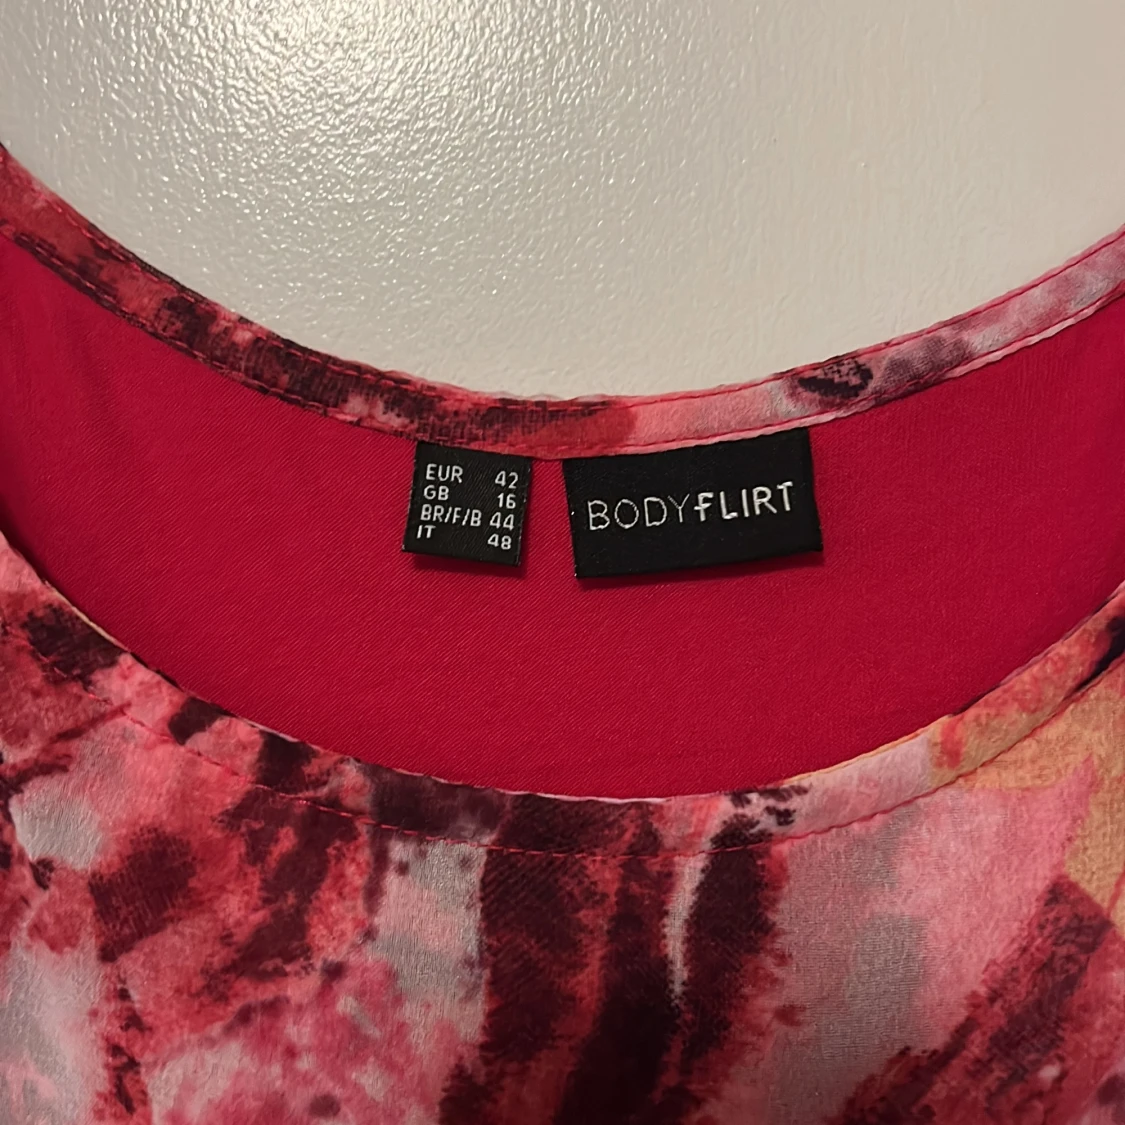 EUR 42
GB 16
BR/F/B 44
IT 48
BODYFLIRT